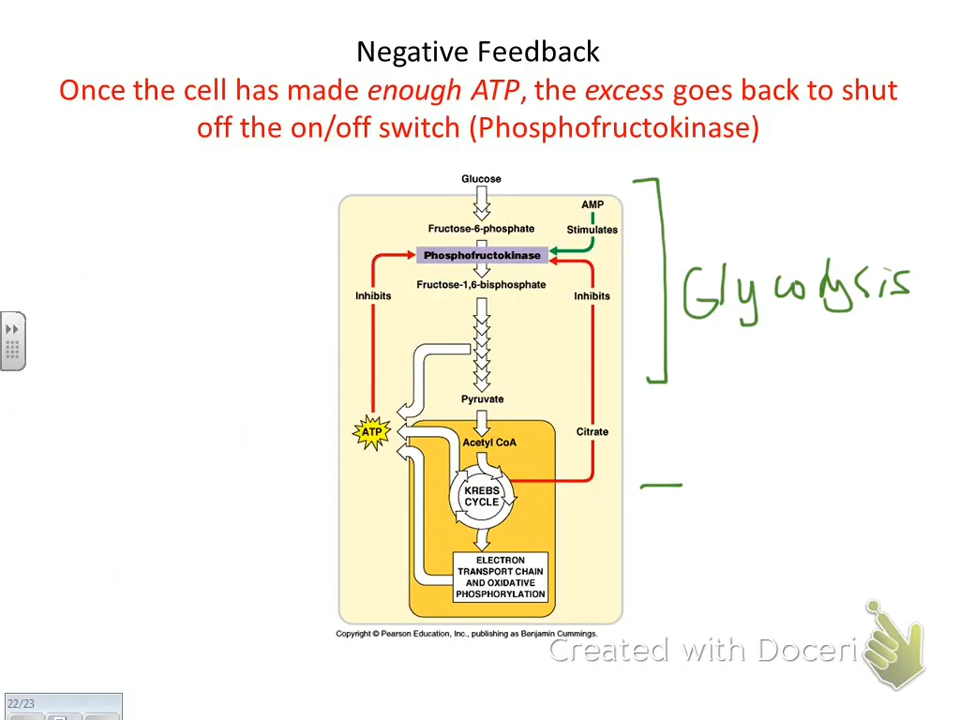 Negative Feedback
Once the cell has made enough ATP, the excess goes back to shut
off the on/off switch (Phosphofructokinase)
Glucose
AMP
Fructose-6-phosphate
Stimulates
Phosphofructokinase
Fructose-1,6-bisphosphate
Inhibits
Inhibits
Glycolysis
Pyruvate
ATP
Citrate
Acetyl CoA
KREBS
CYCLE
ELECTRON
TRANSPORT CHAIN
AND OXIDATIVE
PHOSPHORYLATION
Copyright © Pearson Education, Inc., publishing as Benjamin Cummings.
Created with Doceri
22/23